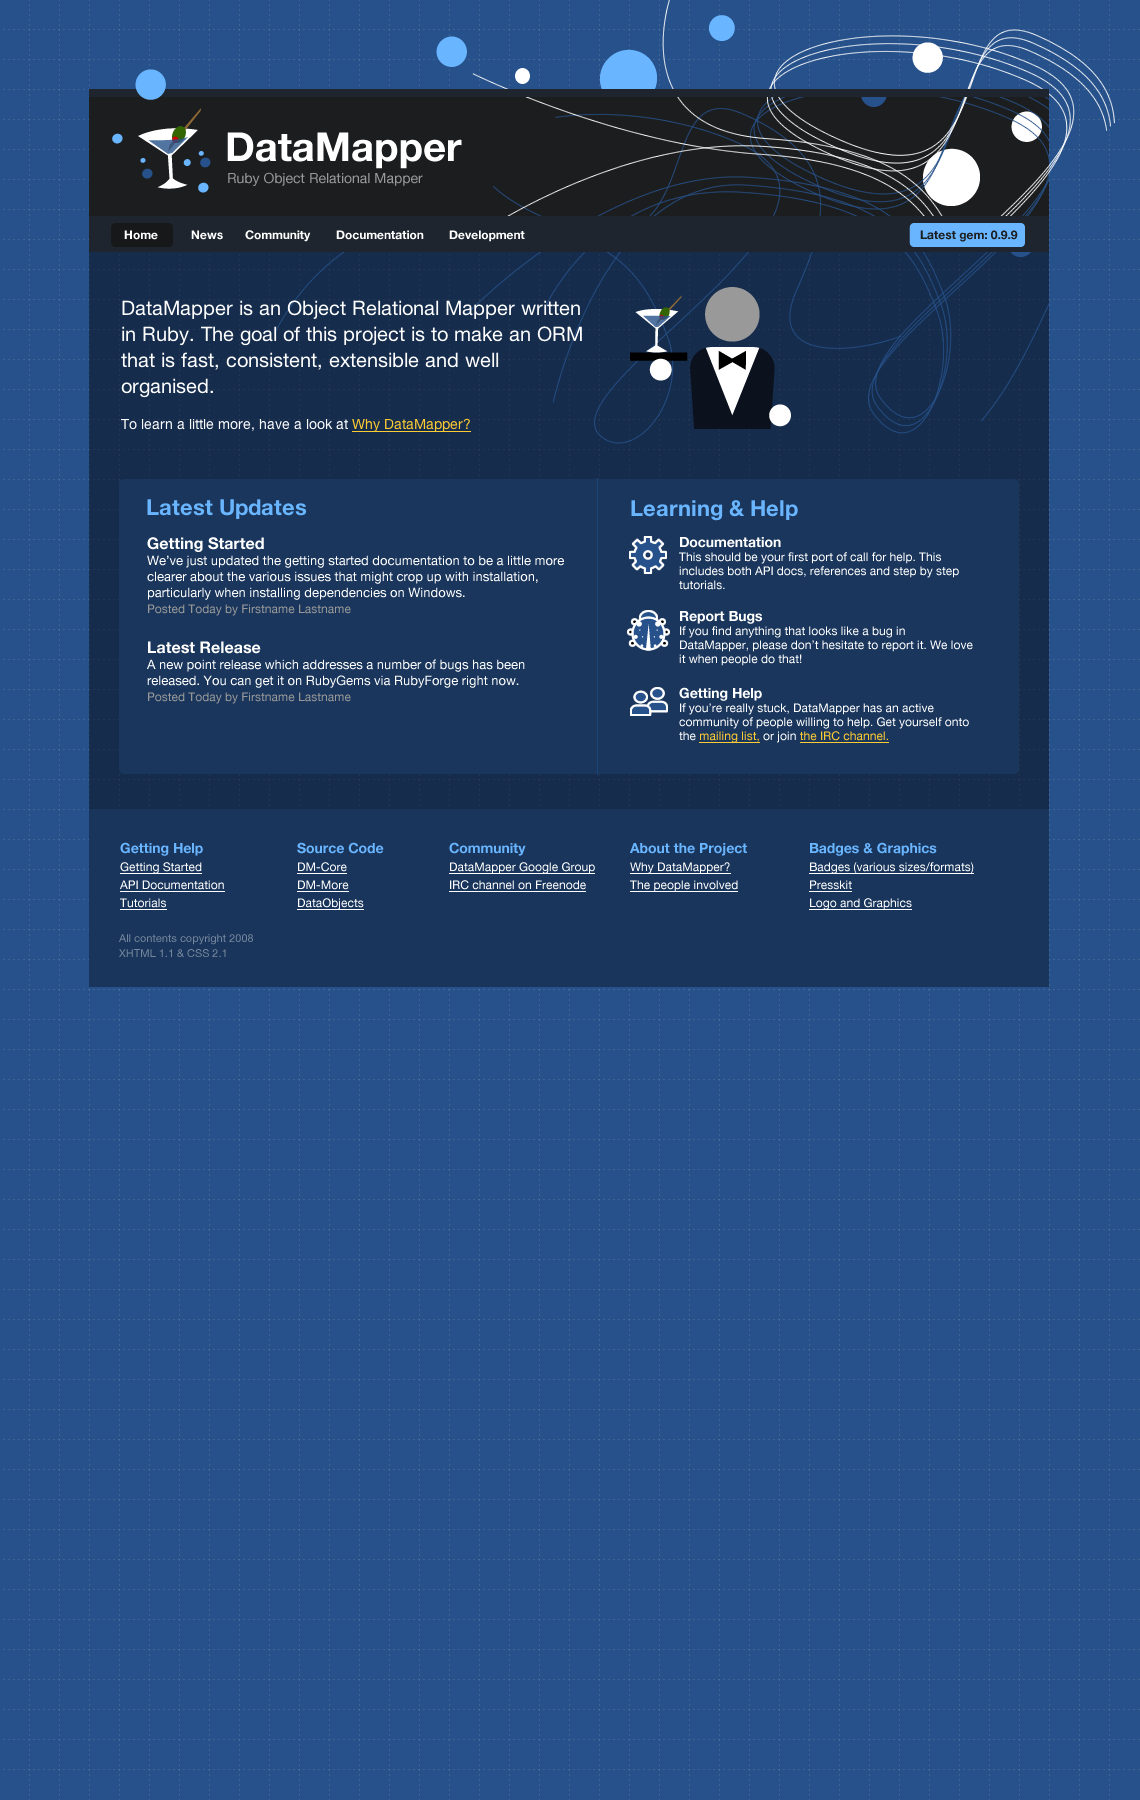 DataMapper
Ruby Object Relational Mapper
Home News Community Documentation Development Latest gem: 0.9.9
DataMapper is an Object Relational Mapper written
in Ruby. The goal of this project is to make an ORM
that is fast, consistent, extensible and well
organised.
To learn a little more, have a look at Why DataMapper?
Latest Updates
Getting Started
We’ve just updated the getting started documentation to be a little more
clearer about the various issues that might crop up with installation,
particularly when installing dependencies on Windows.
Posted Today by Firstname Lastname
Latest Release
A new point release which addresses a number of bugs has been
released. You can get it on RubyGems via RubyForge right now.
Posted Today by Firstname Lastname
Learning & Help
Documentation
This should be your first port of call for help. This
includes both API docs, references and step by step
tutorials.
Report Bugs
If you find anything that looks like a bug in
DataMapper, please don’t hesitate to report it. We love
it when people do that!
Getting Help
If you’re really stuck, DataMapper has an active
community of people willing to help. Get yourself onto
the mailing list, or join the IRC channel.
Getting Help
Getting Started
API Documentation
Tutorials
Source Code
DM-Core
DM-More
DataObjects
Community
DataMapper Google Group
IRC channel on Freenode
About the Project
Why DataMapper?
The people involved
Badges & Graphics
Badges (various sizes/formats)
Presskit
Logo and Graphics
All contents copyright 2008
XHTML 1.1 & CSS 2.1